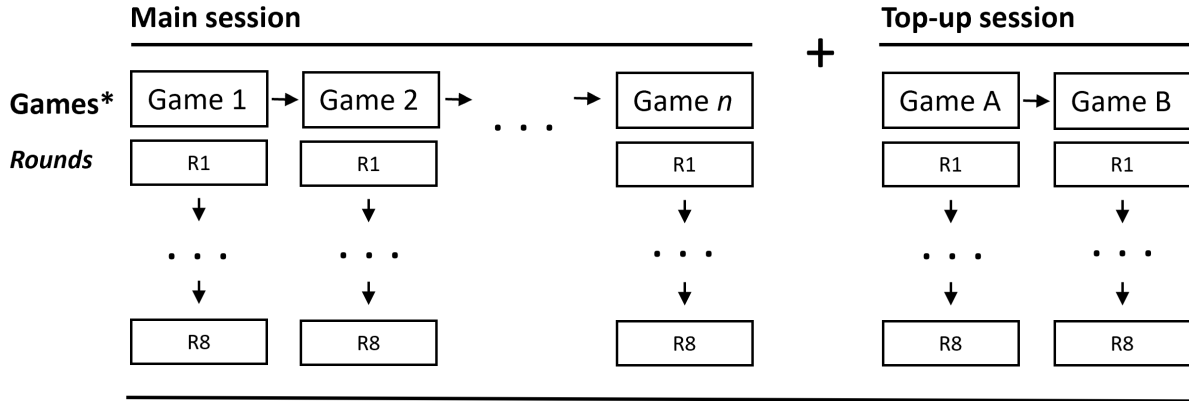 Main session + Top-up session
Games* Game 1 Game 2 . . . Game n Game A Game B
Rounds R1 R1 R1 R1 R1
. . . . . . . . . . . . . . .
R8 R8 R8 R8 R8